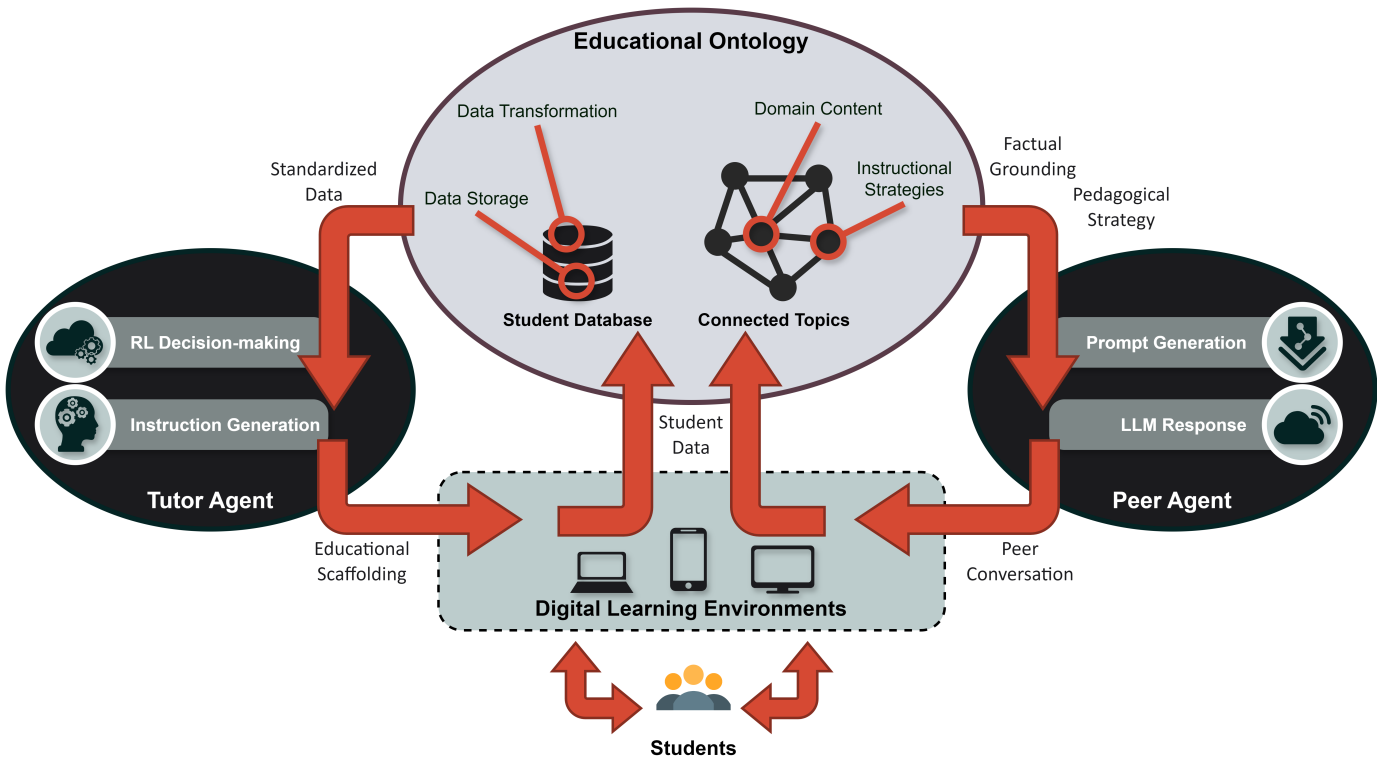 Educational Ontology
Data Transformation
Domain Content
Data Storage
Instructional
Strategies
Student Database
Connected Topics
Standardized
Data
Factual
Grounding
Pedagogical
Strategy
RL Decision-making
Instruction Generation
Tutor Agent
Prompt Generation
LLM Response
Peer Agent
Student
Data
Educational
Scaffolding
Peer
Conversation
Digital Learning Environments
Students